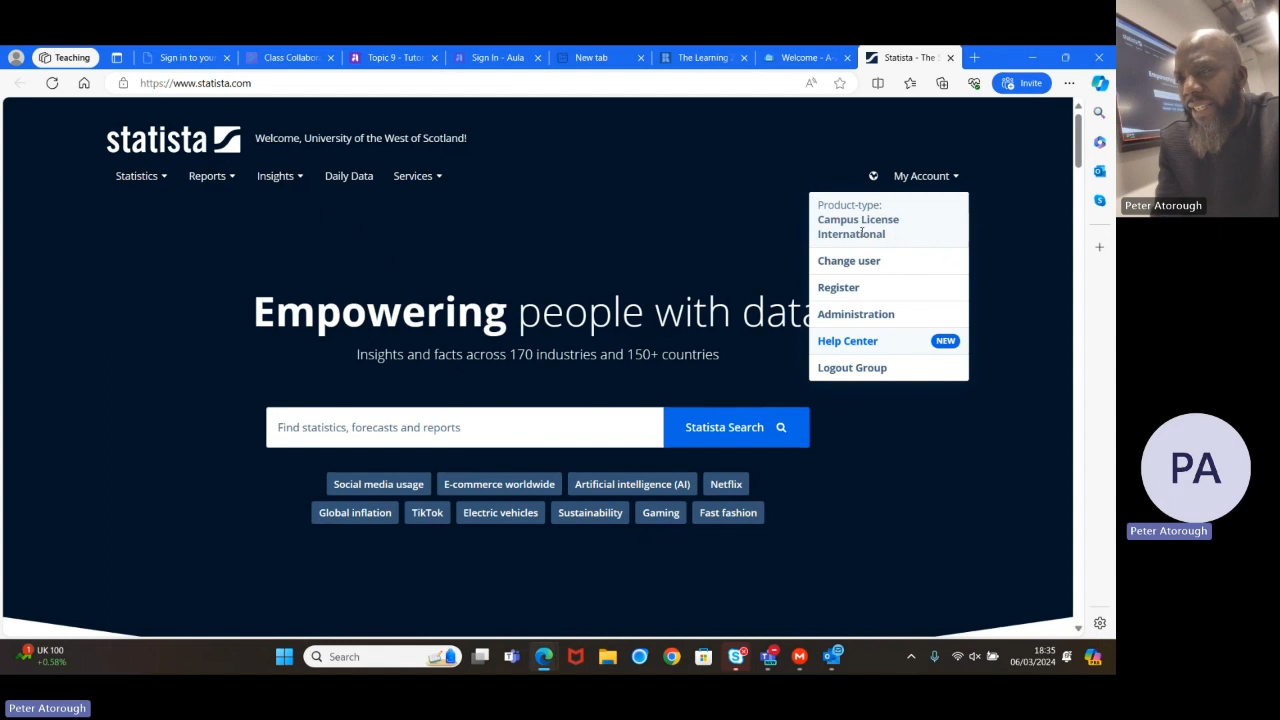 Teaching
Sign in to your
Class Collabora
Topic 9 - Tutor
Sign In - Aula
New tab
The Learning Z
Welcome - A
Statista - The S
https://www.statista.com
Invite
statista
Welcome, University of the West of Scotland!
Statistics
Reports
Insights
Daily Data
Services
My Account
Product-type:
Campus License
International
Change user
Register
Administration
Help Center NEW
Logout Group
Empowering people with data
Insights and facts across 170 industries and 150+ countries
Find statistics, forecasts and reports
Statista Search
Social media usage
E-commerce worldwide
Artificial intelligence (AI)
Netflix
Global inflation
TikTok
Electric vehicles
Sustainability
Gaming
Fast fashion
Peter Atorough
PA
Peter Atorough
UK 100
+0.58%
Search
18:35
06/03/2024
Peter Atorough